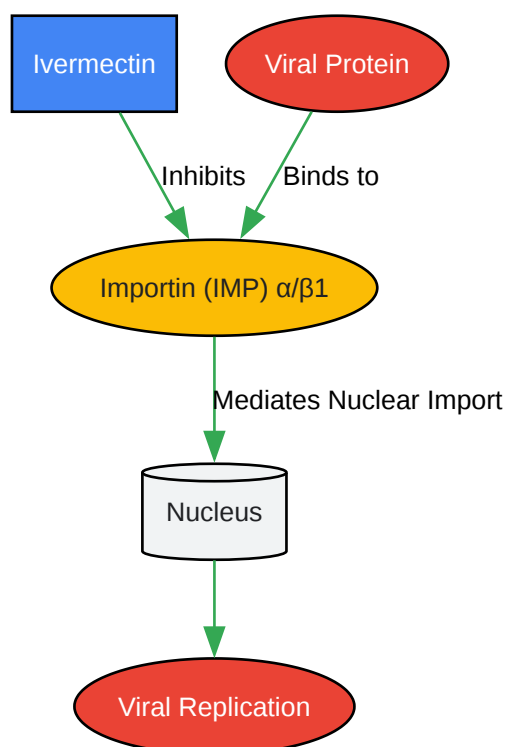 Ivermectin
Viral Protein
Inhibits
Binds to
Importin (IMP) α/β1
Mediates Nuclear Import
Nucleus
Viral Replication